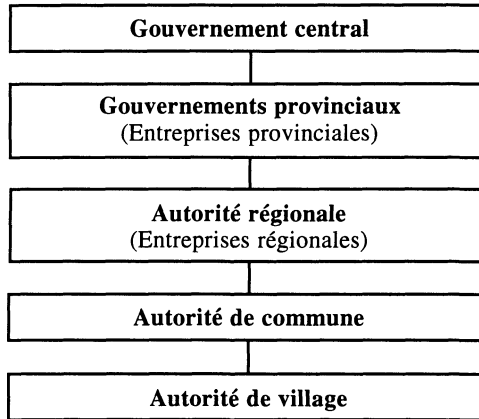 Gouvernement central
Gouvernements provinciaux
(Entreprises provinciales)
Autorité régionale
(Entreprises régionales)
Autorité de commune
Autorité de village